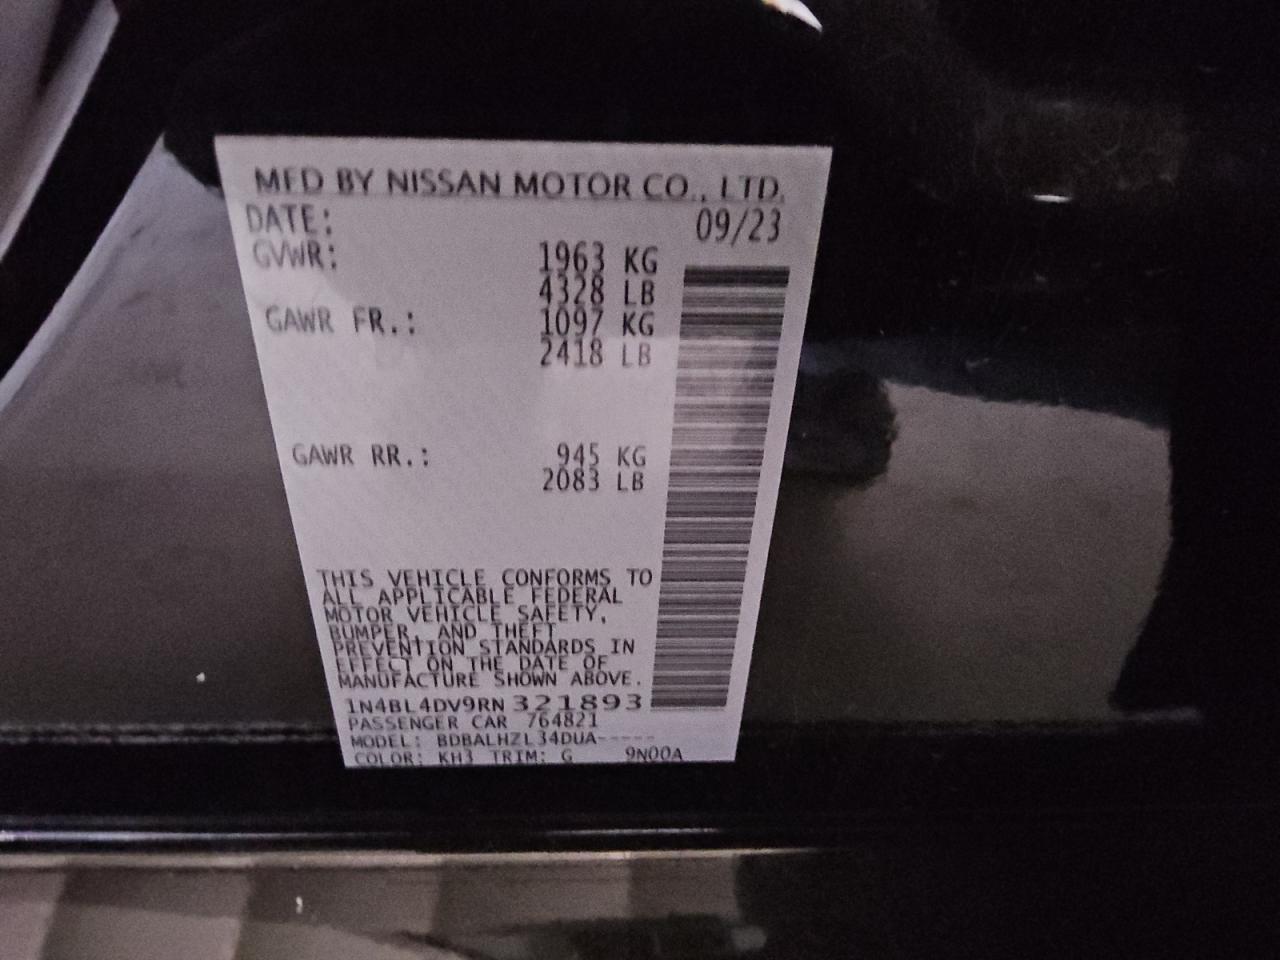 MFD BY NISSAN MOTOR CO., LTD.
DATE: 09/23
GVWR: 1963 KG
4328 LB
GAWR FR.: 1097 KG
2418 LB
GAWR RR.: 945 KG
2083 LB
THIS VEHICLE CONFORMS TO
ALL APPLICABLE FEDERAL
MOTOR VEHICLE SAFETY,
BUMPER, AND THEFT
PREVENTION STANDARDS IN
EFFECT ON THE DATE OF
MANUFACTURE SHOWN ABOVE.
1N4BL4DV9RN321893
PASSENGER CAR 764821
MODEL: BDBALHZL34DUA-----
COLOR: KH3 TRIM: G 9N00A